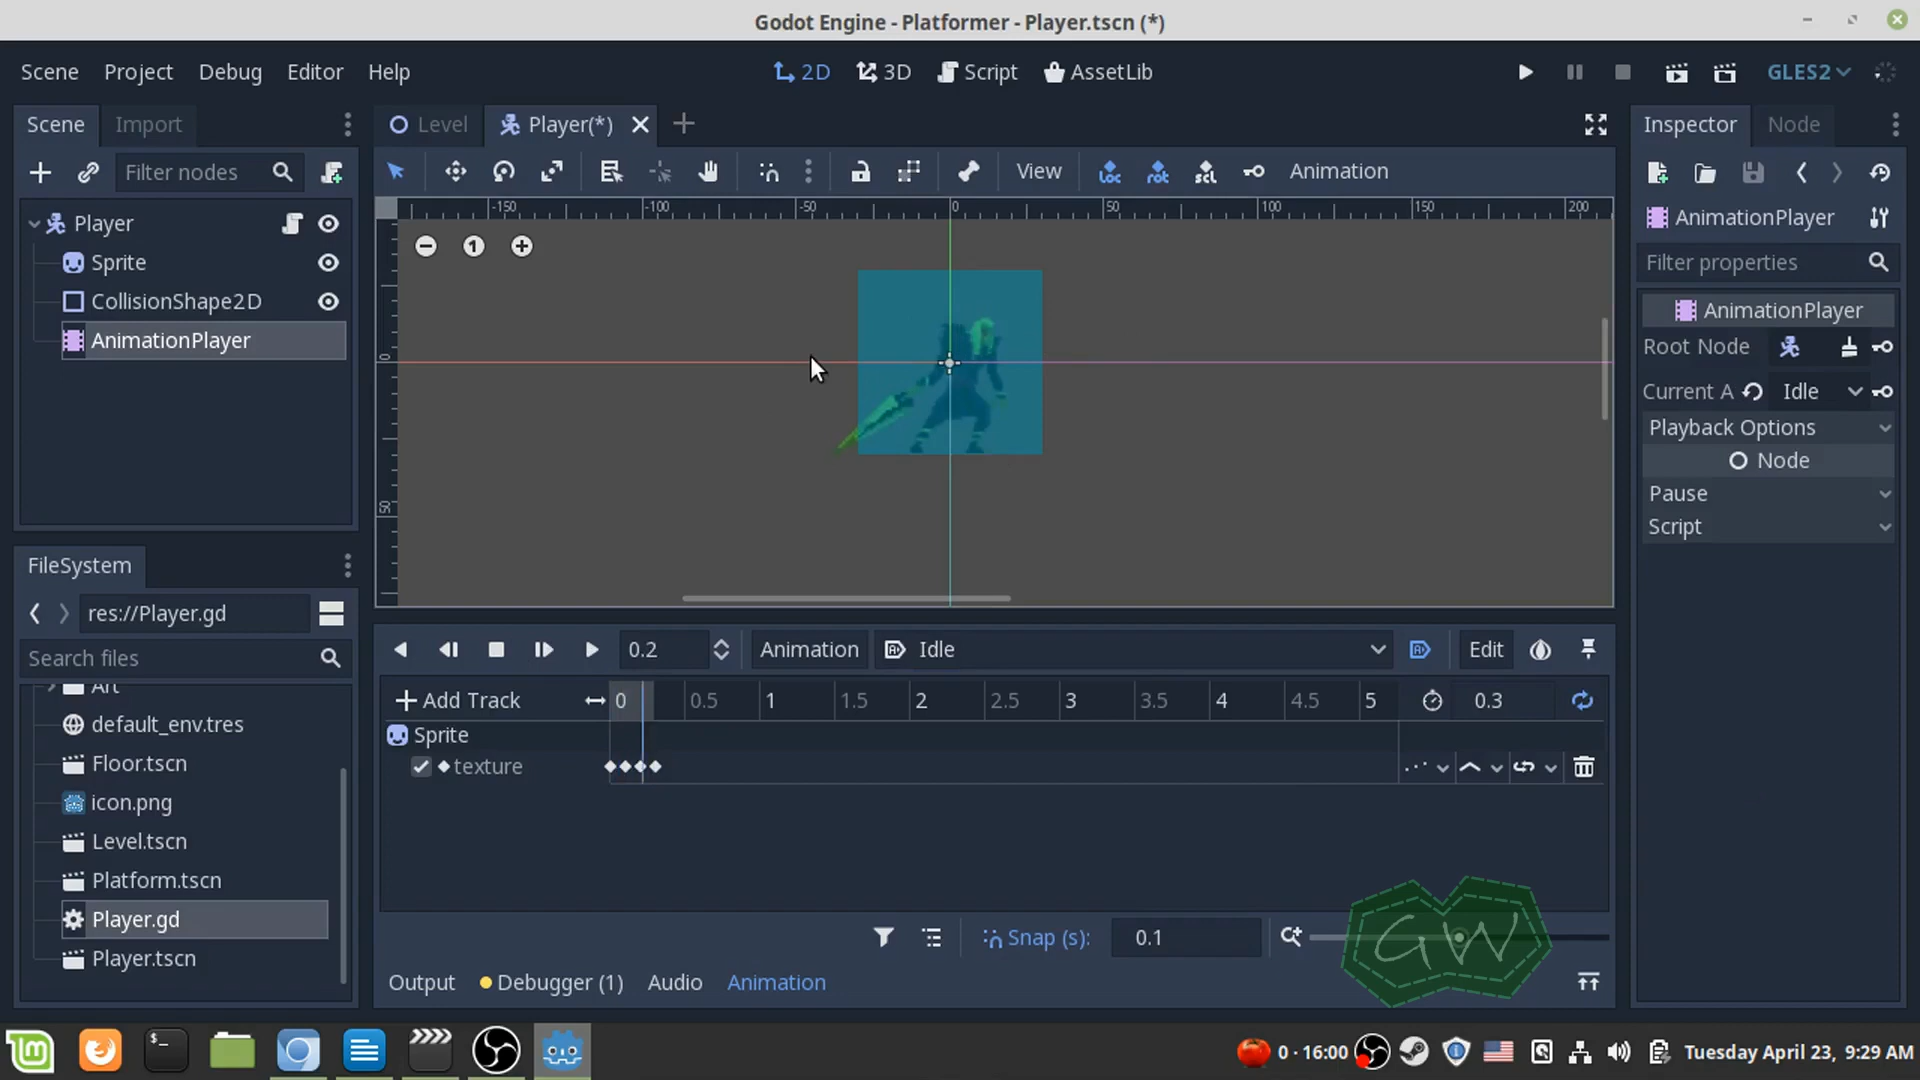 Godot Engine - Platformer - Player.tscn (*)
Scene Project Debug Editor Help 2D 3D Script AssetLib GLES2
Scene Import
Level Player(*)
Inspector Node
Filter nodes
View Animation
-150 -100 -50 0 50 100 150 200
AnimationPlayer
Player
Sprite
CollisionShape2D
AnimationPlayer
1
0
50
Filter properties
AnimationPlayer
Root Node
Current A Idle
Playback Options
Node
Pause
Script
FileSystem
res://Player.gd
Search files
Art
default_env.tres
Floor.tscn
icon.png
Level.tscn
Platform.tscn
Player.gd
Player.tscn
0.2 Animation Idle Edit
Add Track 0 0.5 1 1.5 2 2.5 3 3.5 4 4.5 5 0.3
Sprite
texture
Snap (s): 0.1
GW
Output Debugger (1) Audio Animation
0 · 16:00 Tuesday April 23, 9:29 AM